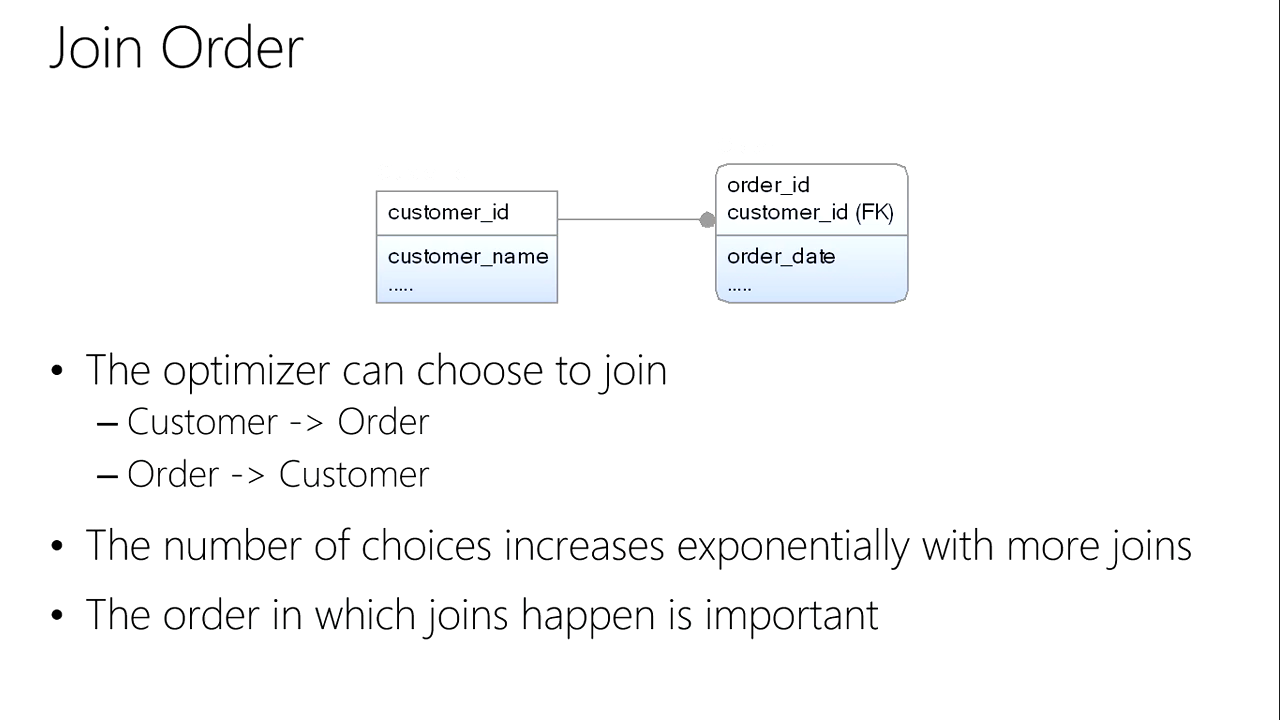 Join Order
customer_id
customer_name
.....
order_id
customer_id (FK)
order_date
.....
• The optimizer can choose to join
– Customer -> Order
– Order -> Customer
• The number of choices increases exponentially with more joins
• The order in which joins happen is important